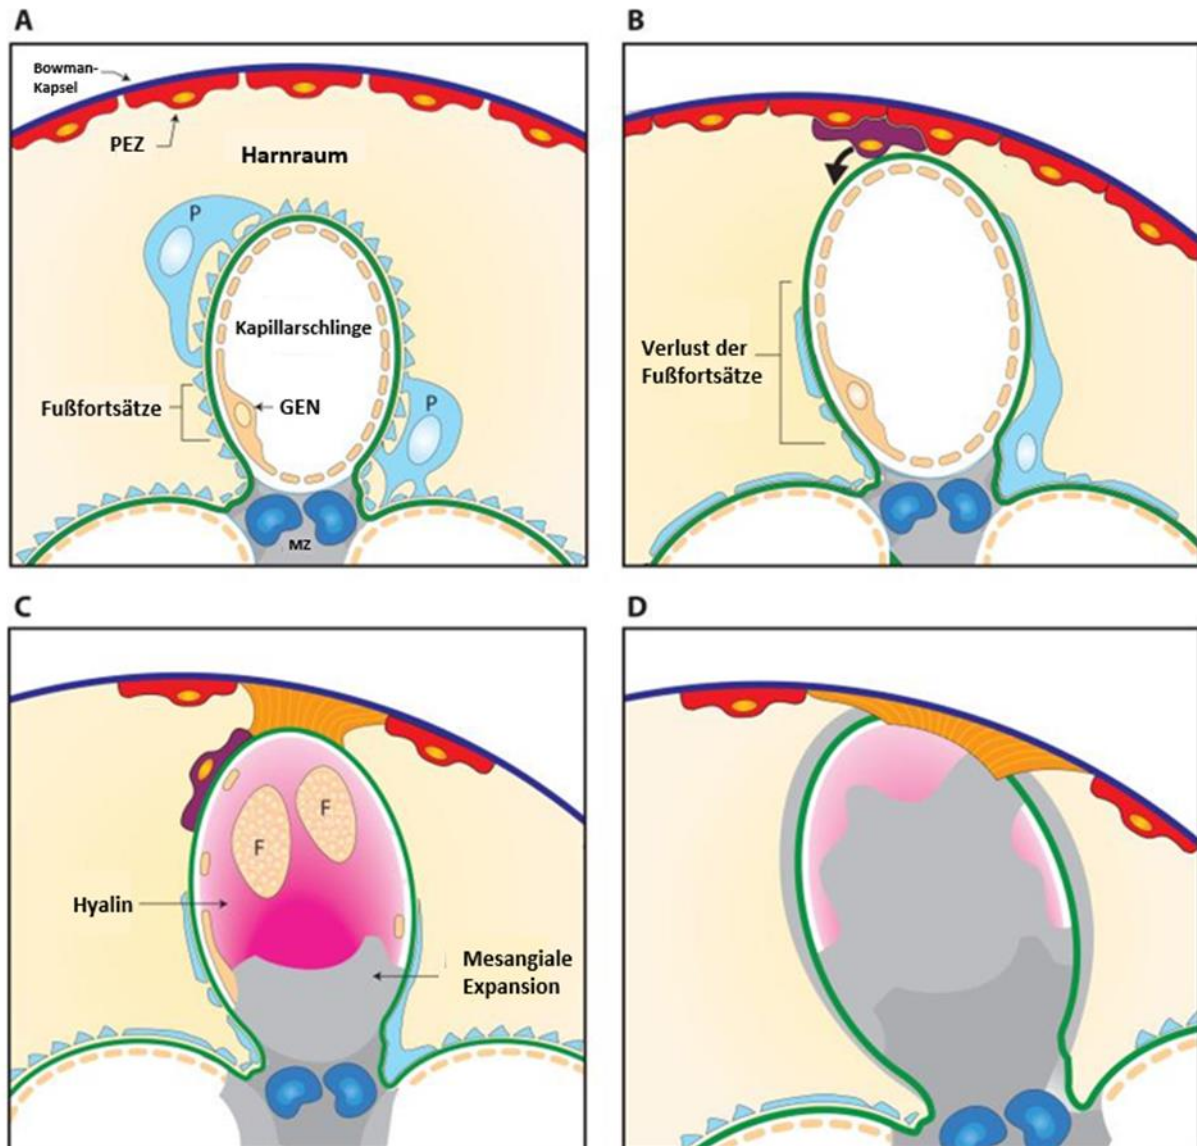 A
Bowman-
Kapsel
PEZ
Harnraum
P
Kapillarschlinge
Fußfortsätze
GEN
P
MZ
B
Verlust der
Fußfortsätze
C
F
F
Hyalin
Mesangiale
Expansion
D